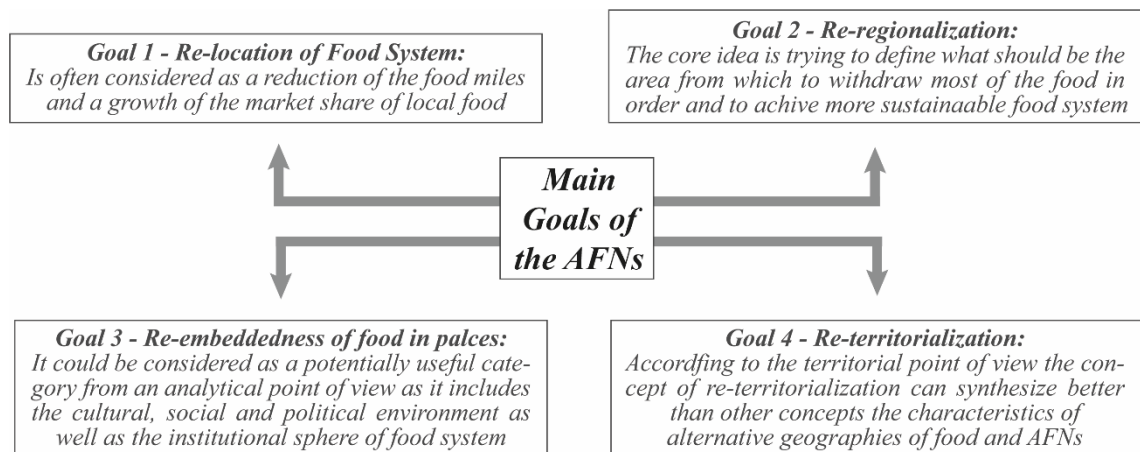 Goal 1 - Re-location of Food System:
Is often considered as a reduction of the food miles
and a growth of the market share of local food
Goal 2 - Re-regionalization:
The core idea is trying to define what should be the
area from which to withdraw most of the food in
order and to achive more sustainaable food system
Main
Goals of
the AFNs
Goal 3 - Re-embeddedness of food in palces:
It could be considered as a potentially useful cate-
gory from an analytical point of view as it includes
the cultural, social and political environment as
well as the institutional sphere of food system
Goal 4 - Re-territorialization:
Accordfing to the territorial point of view the con-
cept of re-territorialization can synthesize better
than other concepts the characteristics of
alternative geographies of food and AFNs